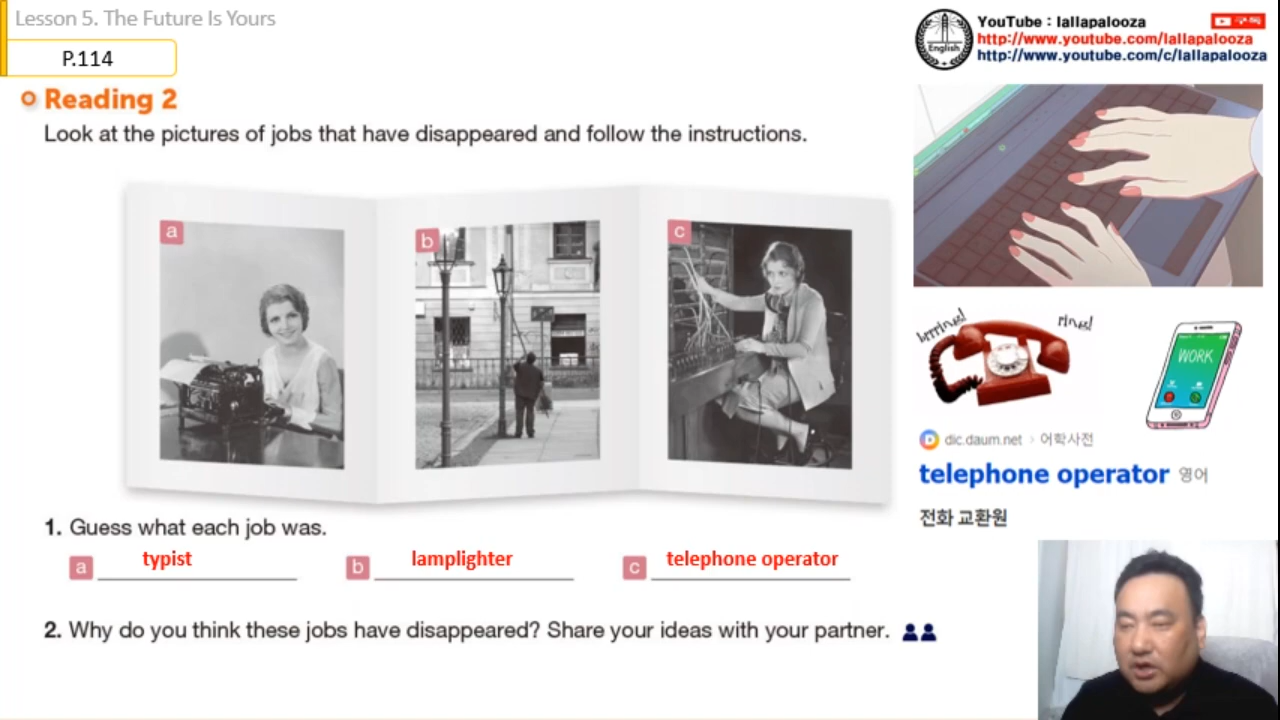 Lesson 5. The Future Is Yours
P.114
Reading 2
Look at the pictures of jobs that have disappeared and follow the instructions.
a
b
c
1. Guess what each job was.
a typist
b lamplighter
c telephone operator
2. Why do you think these jobs have disappeared? Share your ideas with your partner.
English
YouTube : lallapalooza
http://www.youtube.com/lallapalooza
http://www.youtube.com/c/lallapalooza
구독
brrring!
ring!
WORK
dic.daum.net › 어학사전
telephone operator 영어
전화 교환원